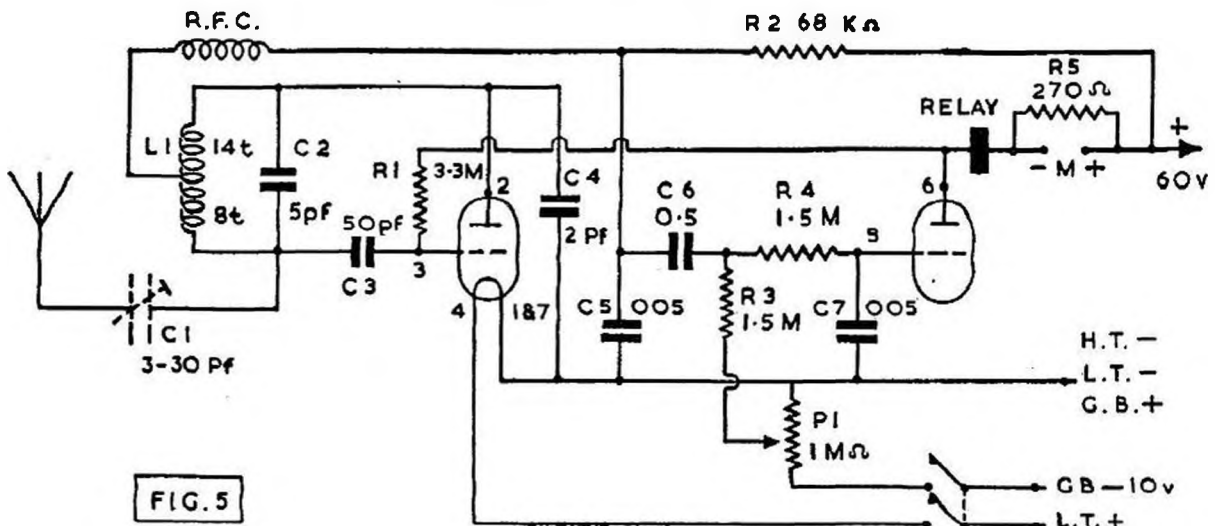 R.F.C.
R2 68 KΩ
R5
270 Ω
RELAY
+
- M +
60V
L1
14t
8t
C2
5pf
R1
3·3M
2
C4
2 Pf
50pf
C3
3
4
1&7
C6
0·5
R4
1·5 M
6
9
R3
1·5 M
C5
005
C7
005
C1
3-30 Pf
H.T. -
L.T. -
G.B. +
P1
1MΩ
GB - 10v
L.T. +
FIG. 5